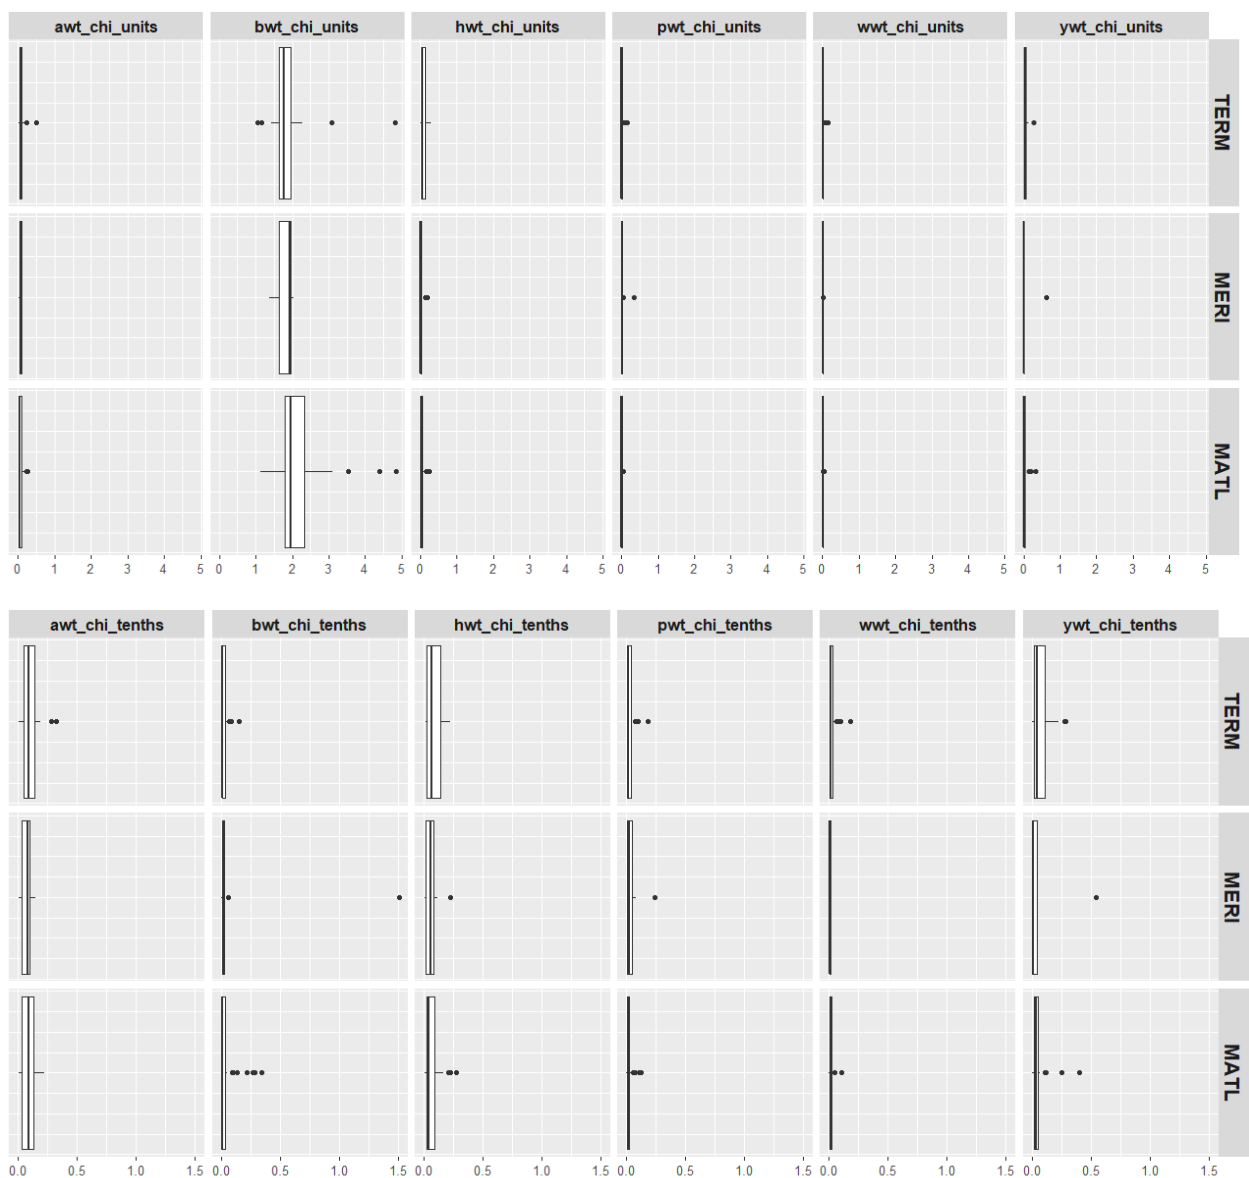 awt_chi_units bwt_chi_units hwt_chi_units pwt_chi_units wwt_chi_units ywt_chi_units
TERM
MERI
MATL
0 1 2 3 4 5 0 1 2 3 4 5 0 1 2 3 4 5 0 1 2 3 4 5 0 1 2 3 4 5 0 1 2 3 4 5
awt_chi_tenths bwt_chi_tenths hwt_chi_tenths pwt_chi_tenths wwt_chi_tenths ywt_chi_tenths
TERM
MERI
MATL
0.0 0.5 1.0 1.5 0.0 0.5 1.0 1.5 0.0 0.5 1.0 1.5 0.0 0.5 1.0 1.5 0.0 0.5 1.0 1.5 0.0 0.5 1.0 1.5